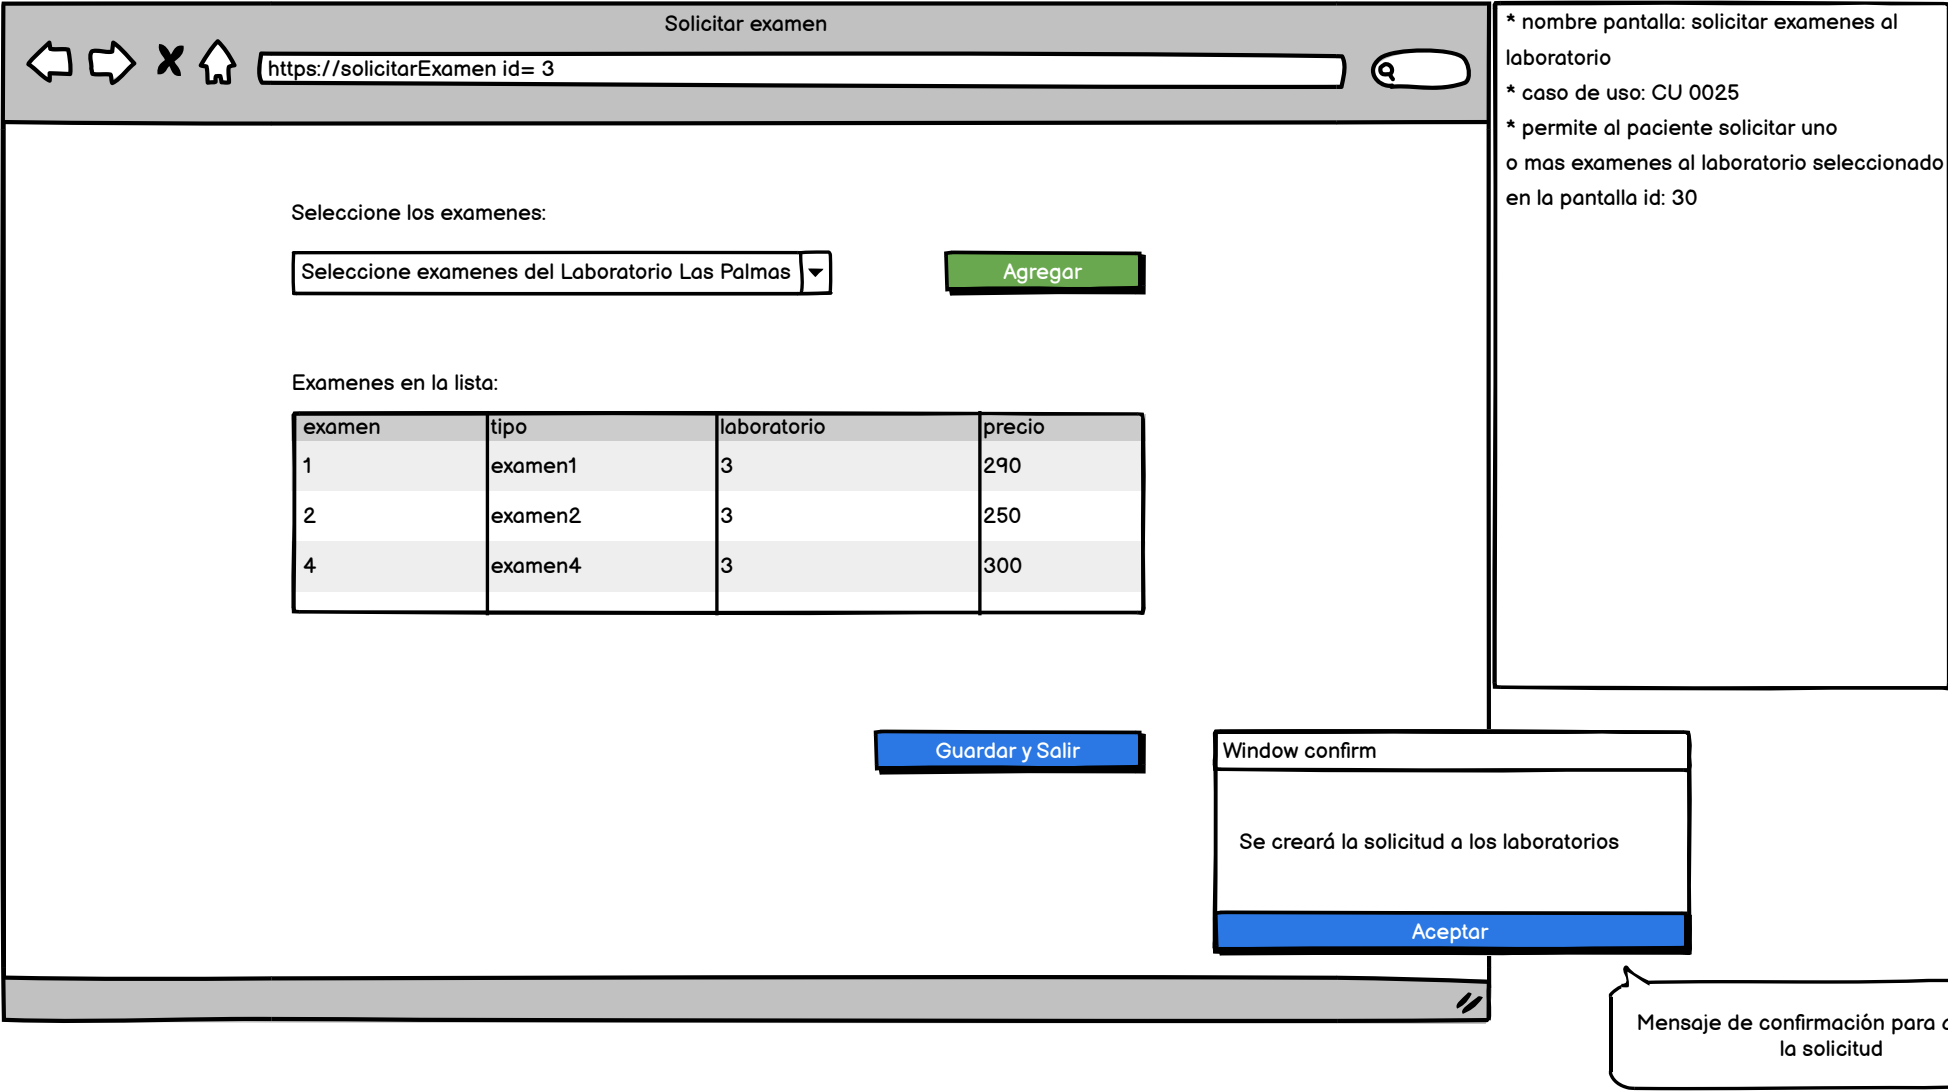 Solicitar examen
https://solicitarExamen id= 3
* nombre pantalla: solicitar examenes al
laboratorio
* caso de uso: CU 0025
* permite al paciente solicitar uno
o mas examenes al laboratorio seleccionado
en la pantalla id: 30
Seleccione los examenes:
Seleccione examenes del Laboratorio Las Palmas
Agregar
Examenes en la lista:
examen tipo laboratorio precio
1 examen1 3 290
2 examen2 3 250
4 examen4 3 300
Guardar y Salir
Window confirm
Se creará la solicitud a los laboratorios
Aceptar
Mensaje de confirmación para
la solicitud